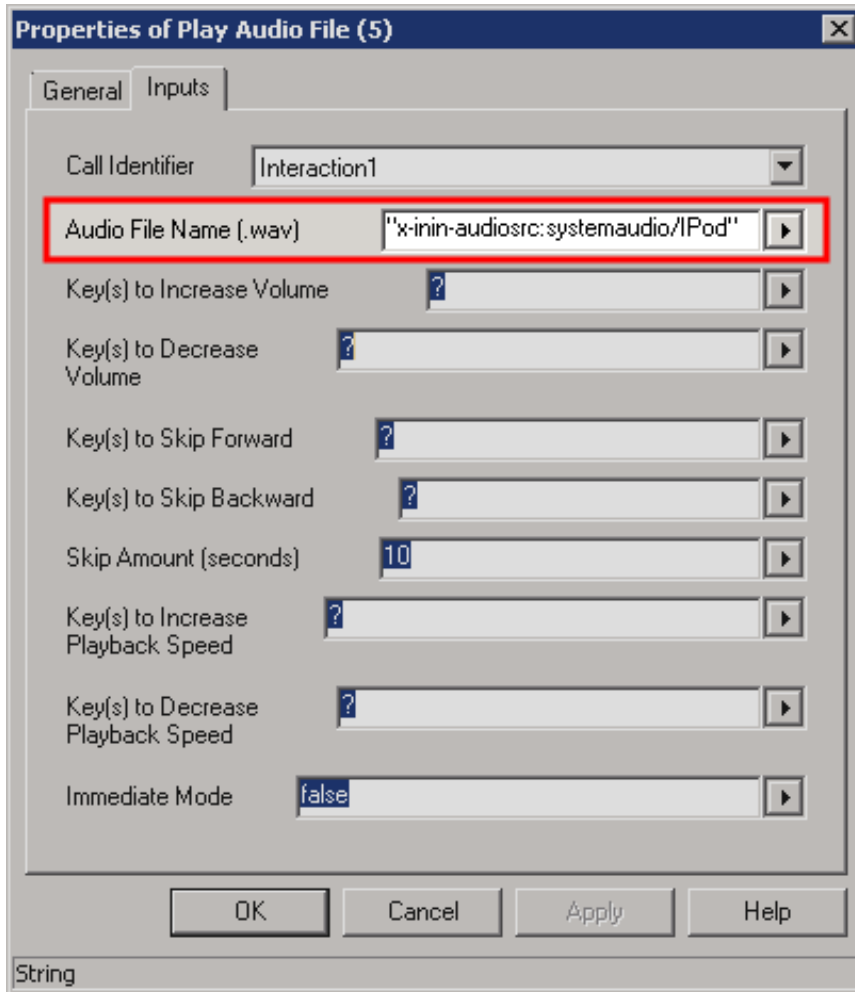 Properties of Play Audio File (5)
General Inputs
Call Identifier Interaction1
Audio File Name (.wav) "x-inin-audiosrc:systemaudio/IPod"
Key(s) to Increase Volume ?
Key(s) to Decrease ?
Volume
Key(s) to Skip Forward ?
Key(s) to Skip Backward ?
Skip Amount (seconds) 10
Key(s) to Increase ?
Playback Speed
Key(s) to Decrease ?
Playback Speed
Immediate Mode false
OK Cancel Apply Help
String